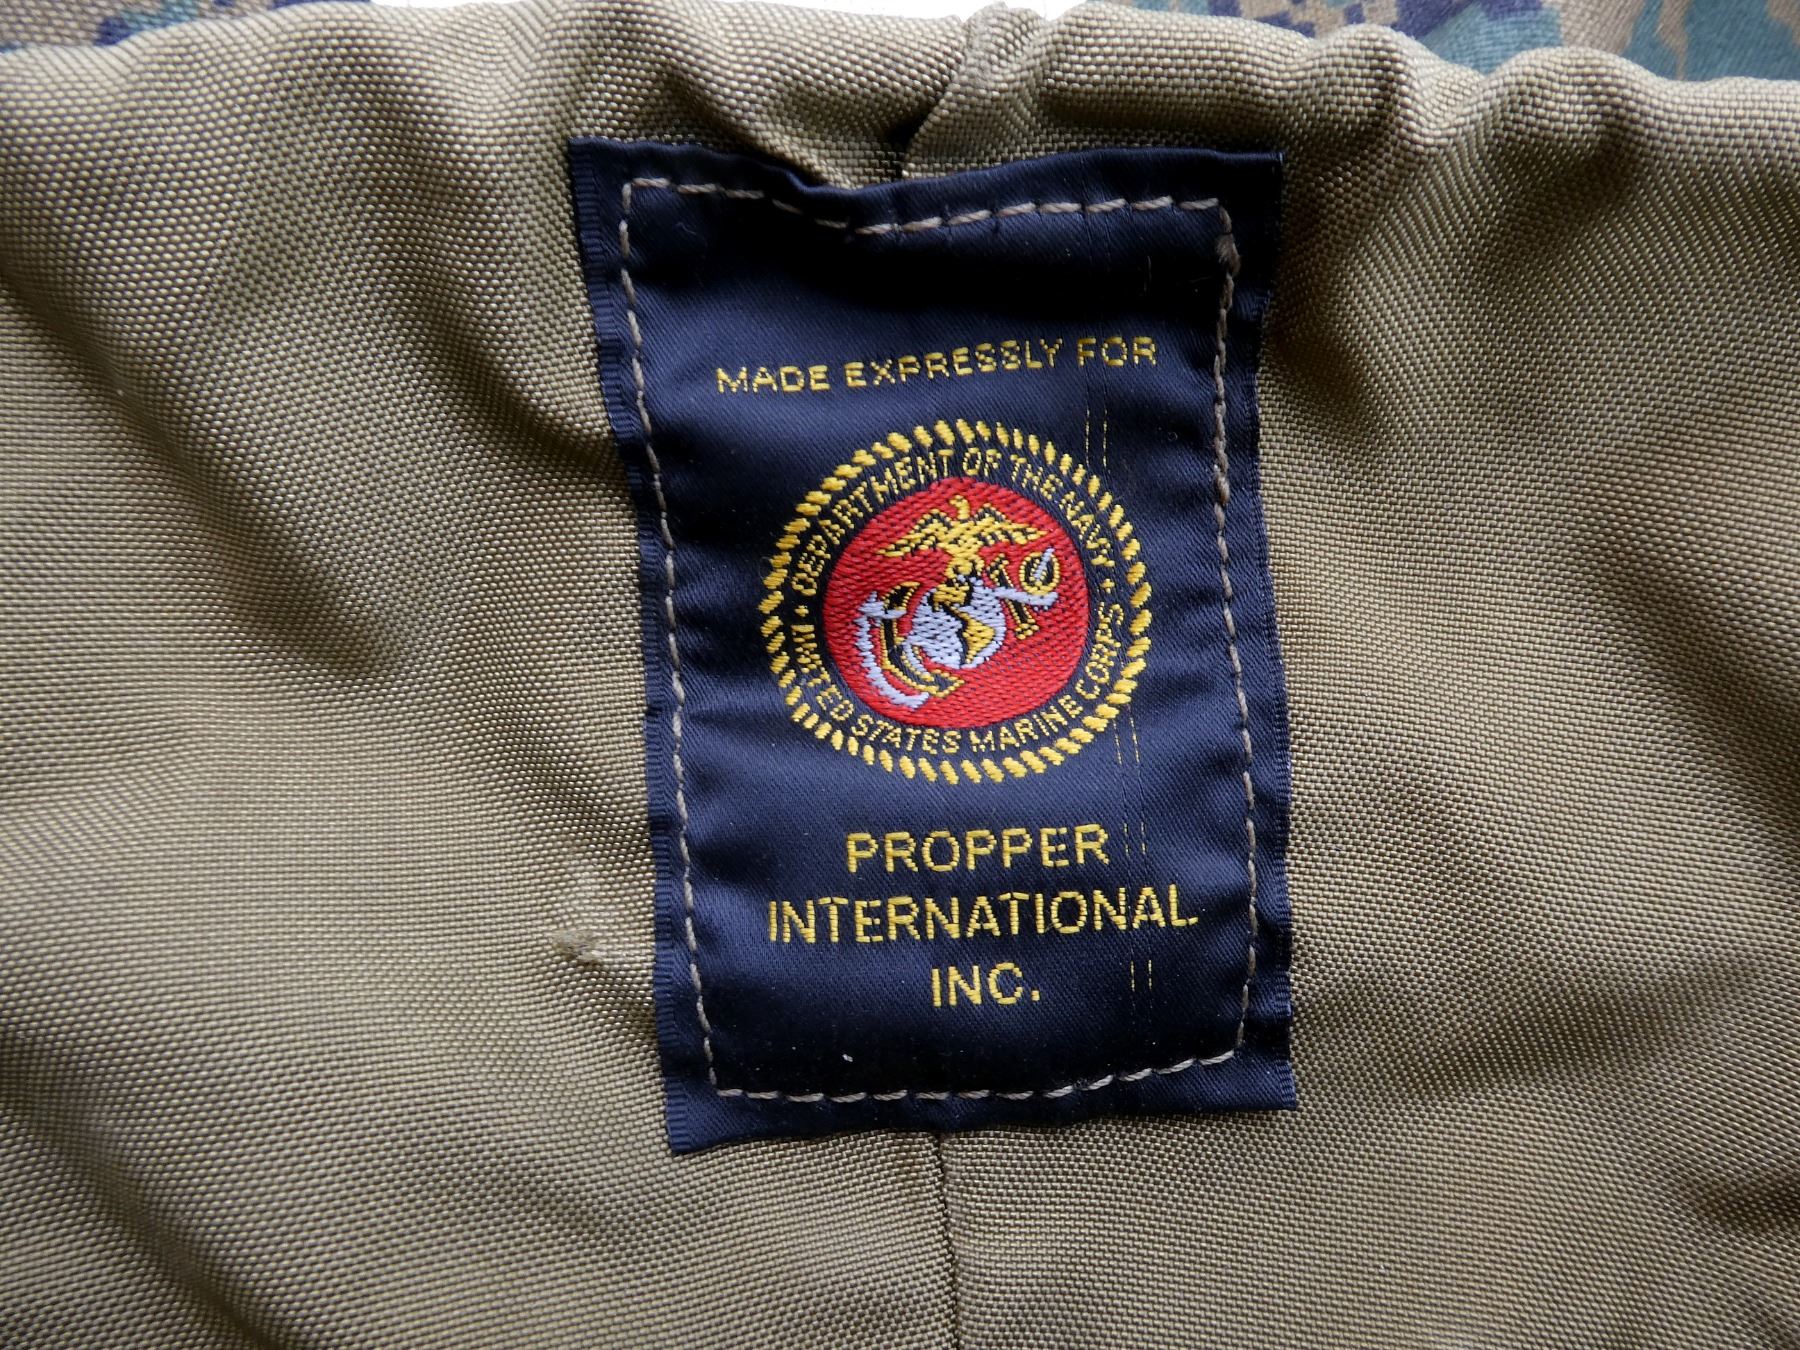 MADE EXPRESSLY FOR
DEPARTMENT OF THE NAVY
UNITED STATES MARINE CORPS
PROPPER
INTERNATIONAL
INC.